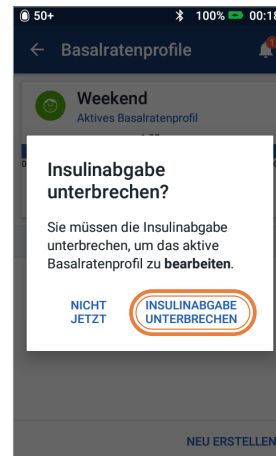 50+ 100% 00:18
Basalratenprofile
Weekend
Aktives Basalratenprofil
Insulinabgabe
unterbrechen?
Sie müssen die Insulinabgabe
unterbrechen, um das aktive
Basalratenprofil zu bearbeiten.
NICHT
JETZT
INSULINABGABE
UNTERBRECHEN
NEU ERSTELLEN